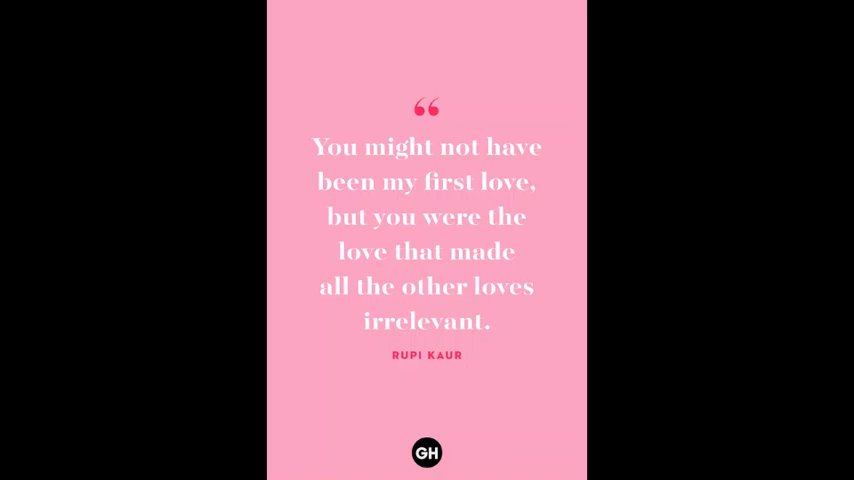 “
You might not have
been my first love,
but you were the
love that made
all the other loves
irrelevant.
RUPI KAUR
GH